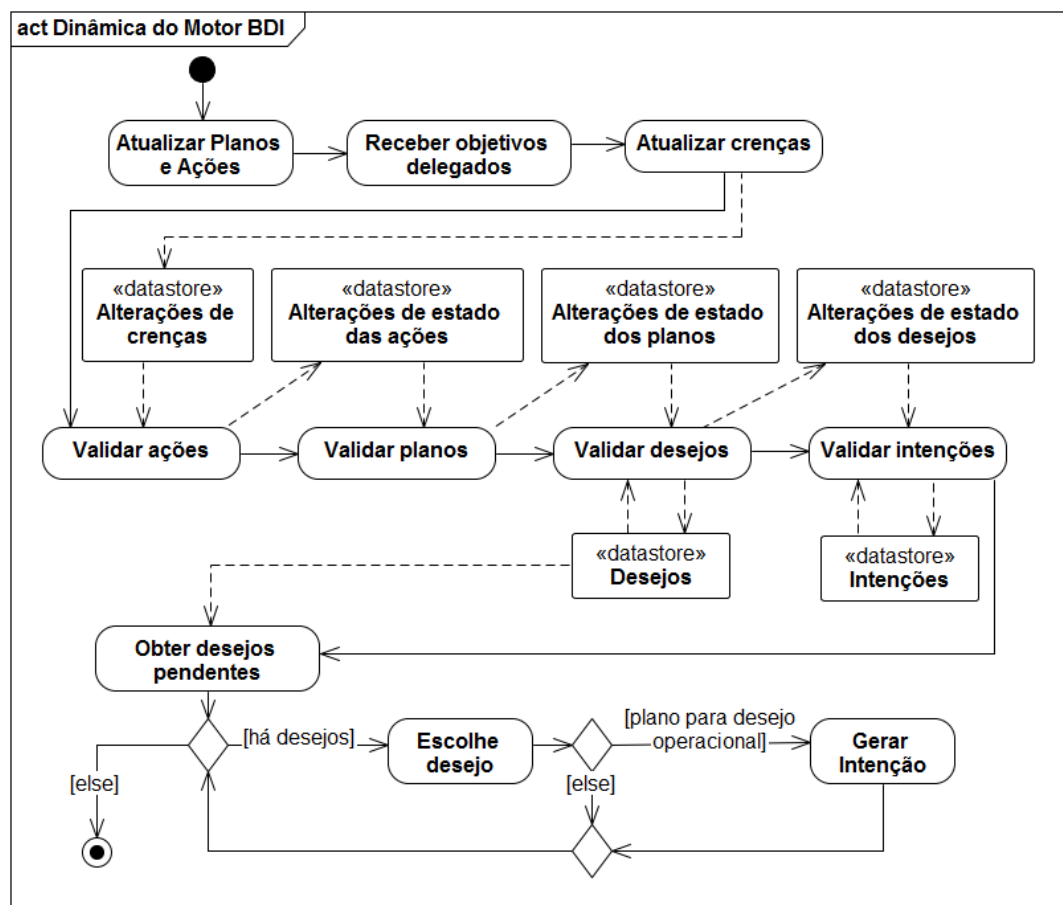 act Dinâmica do Motor BDI
Atualizar Planos
e Ações
Receber objetivos
delegados
Atualizar crenças
«datastore»
Alterações de
crenças
«datastore»
Alterações de estado
das ações
«datastore»
Alterações de estado
dos planos
«datastore»
Alterações de estado
dos desejos
Validar ações
Validar planos
Validar desejos
Validar intenções
«datastore»
Desejos
«datastore»
Intenções
Obter desejos
pendentes
[há desejos]
Escolhe
desejo
[plano para desejo
operacional]
Gerar
Intenção
[else]
[else]